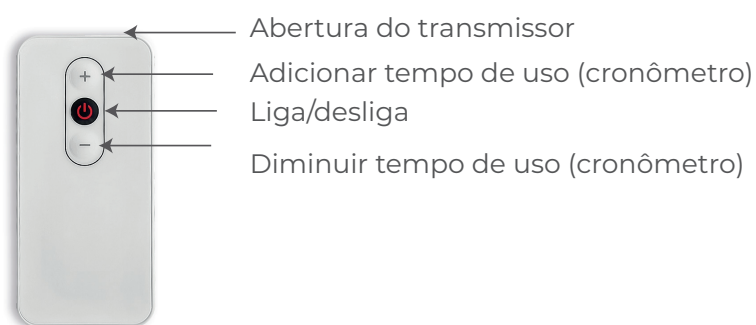 Abertura do transmissor
Adicionar tempo de uso (cronômetro)
Liga/desliga
Diminuir tempo de uso (cronômetro)